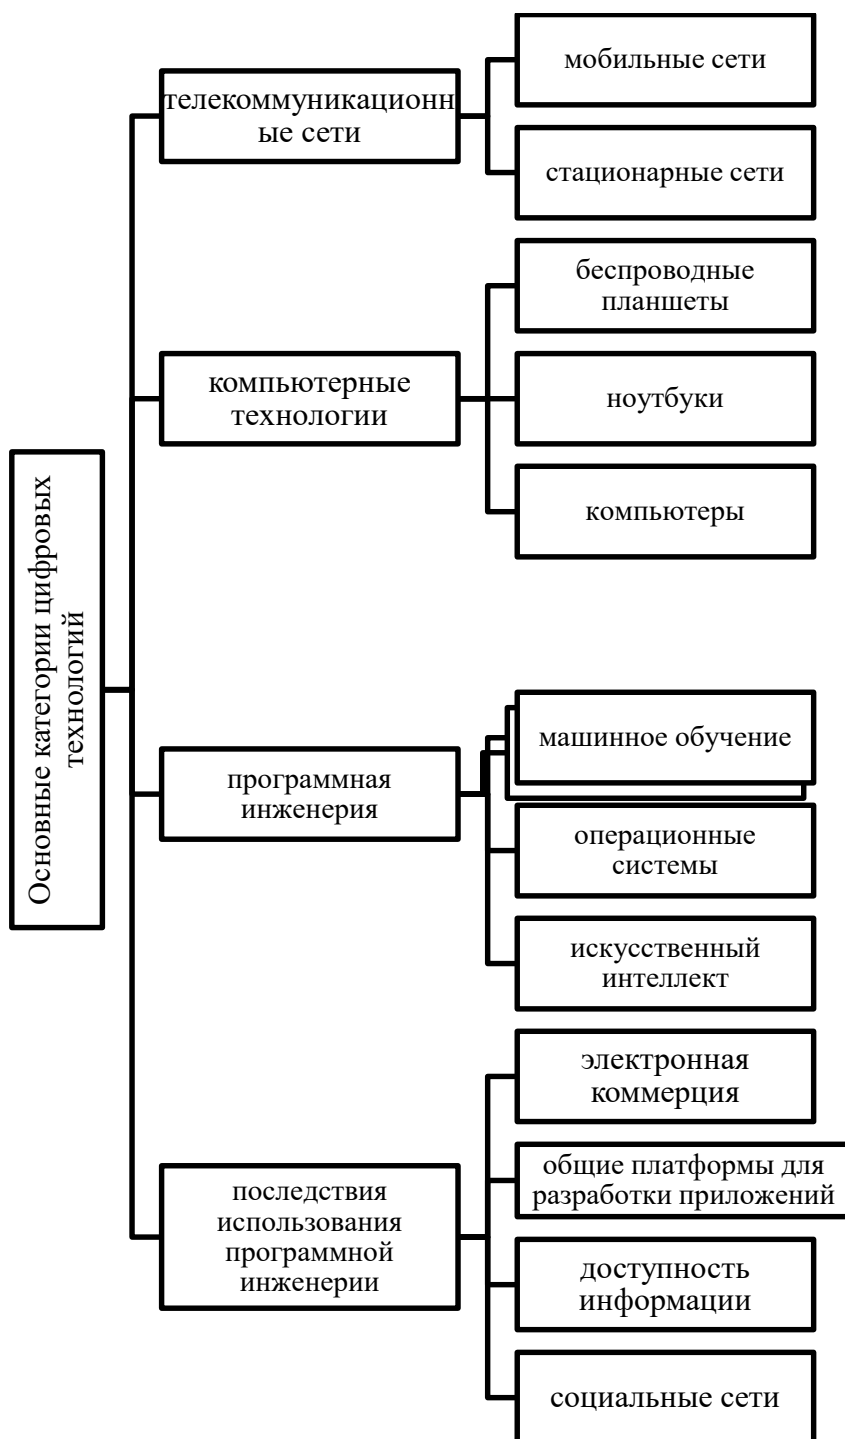 Основные категории цифровых
технологий
телекоммуникационн
ые сети
мобильные сети
стационарные сети
компьютерные
технологии
беспроводные
планшеты
ноутбуки
компьютеры
программная
инженерия
машинное обучение
операционные
системы
искусственный
интеллект
последствия
использования
программной
инженерии
электронная
коммерция
общие платформы для
разработки приложений
доступность
информации
социальные сети